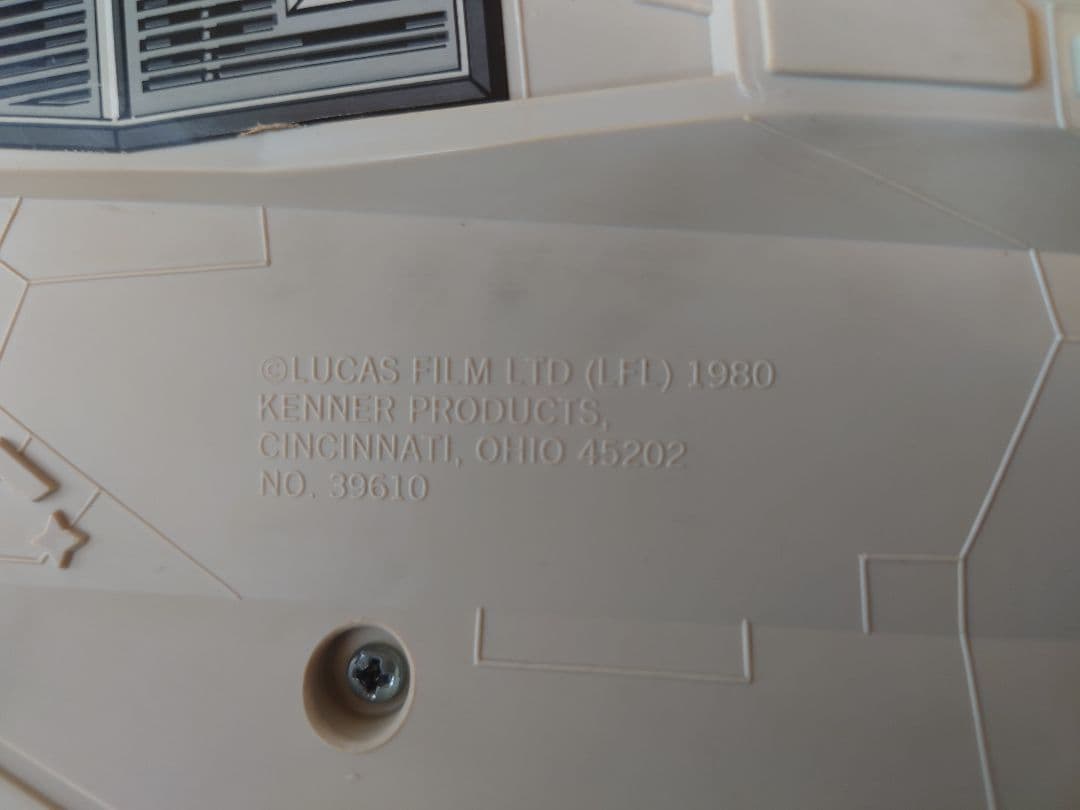 ©LUCAS FILM LTD (LFL) 1980
KENNER PRODUCTS,
CINCINNATI, OHIO 45202
NO. 39610